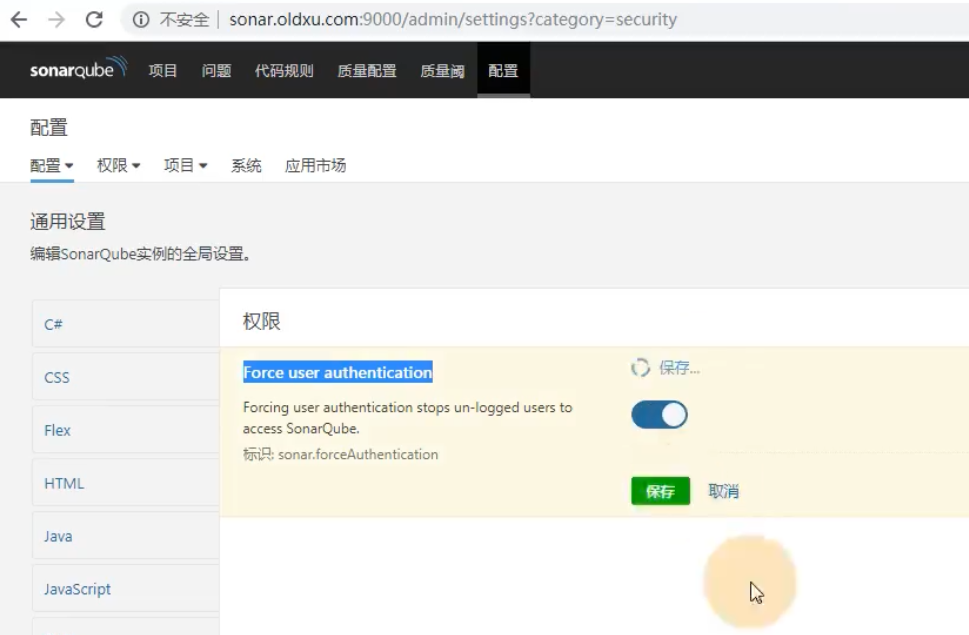 不安全 sonar.oldxu.com:9000/admin/settings?category=security
sonarqube 项目 问题 代码规则 质量配置 质量阈 配置
配置
配置 权限 项目 系统 应用市场
通用设置
编辑SonarQube实例的全局设置。
C#
CSS
Flex
HTML
Java
JavaScript
权限
Force user authentication
保存...
Forcing user authentication stops un-logged users to
access SonarQube.
标识: sonar.forceAuthentication
保存 取消